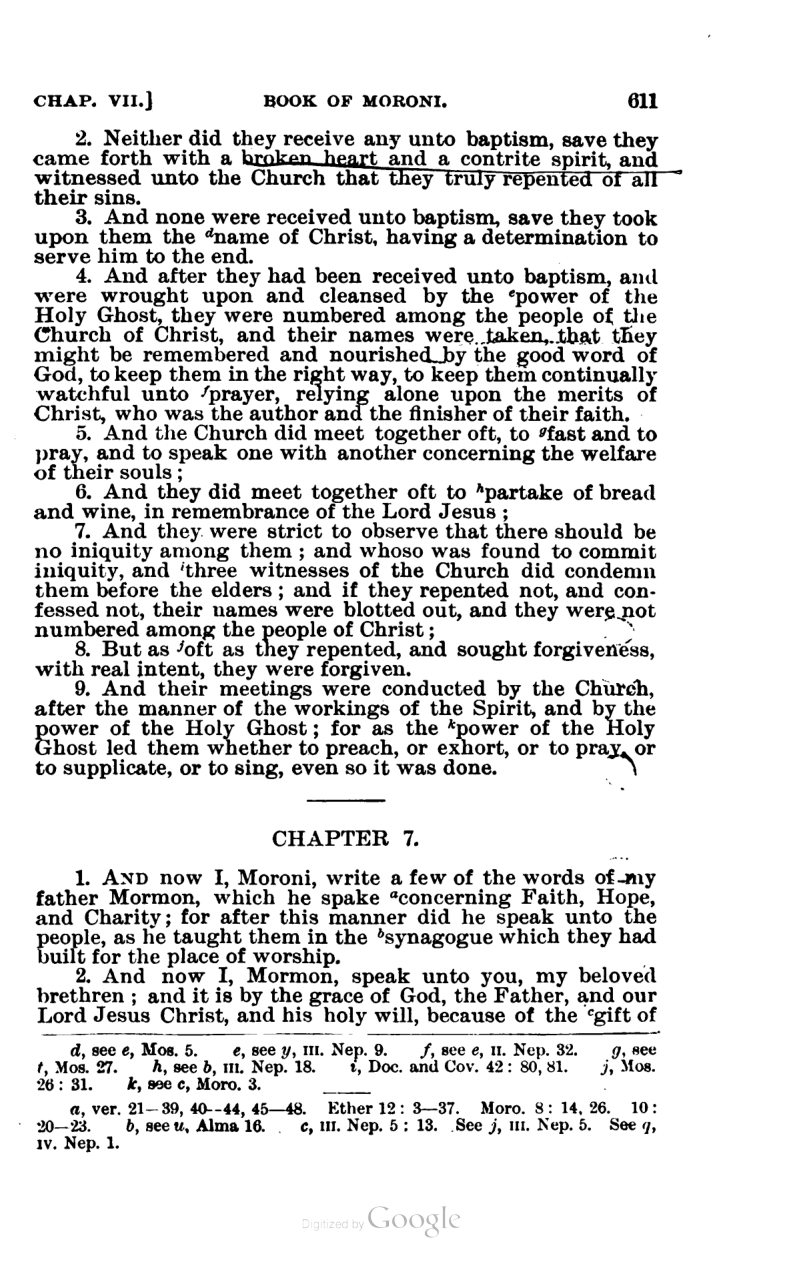 CHAP. VII.] BOOK OF MORONI. 611
2. Neither did they receive any unto baptism, save they
came forth with a broken heart and a contrite spirit, and
witnessed unto the Church that they truly repented of all
their sins.
3. And none were received unto baptism, save they took
upon them the ᵈname of Christ, having a determination to
serve him to the end.
4. And after they had been received unto baptism, and
were wrought upon and cleansed by the ᵉpower of the
Holy Ghost, they were numbered among the people of the
Church of Christ, and their names were taken, that they
might be remembered and nourished by the good word of
God, to keep them in the right way, to keep them continually
watchful unto ᶠprayer, relying alone upon the merits of
Christ, who was the author and the finisher of their faith.
5. And the Church did meet together oft, to ᵍfast and to
pray, and to speak one with another concerning the welfare
of their souls;
6. And they did meet together oft to ʰpartake of bread
and wine, in remembrance of the Lord Jesus;
7. And they were strict to observe that there should be
no iniquity among them; and whoso was found to commit
iniquity, and ⁱthree witnesses of the Church did condemn
them before the elders; and if they repented not, and con-
fessed not, their names were blotted out, and they were not
numbered among the people of Christ;
8. But as ʲoft as they repented, and sought forgiveness,
with real intent, they were forgiven.
9. And their meetings were conducted by the Church,
after the manner of the workings of the Spirit, and by the
power of the Holy Ghost; for as the ᵏpower of the Holy
Ghost led them whether to preach, or exhort, or to pray, or
to supplicate, or to sing, even so it was done.
CHAPTER 7.
1. AND now I, Moroni, write a few of the words of my
father Mormon, which he spake ᵃconcerning Faith, Hope,
and Charity; for after this manner did he speak unto the
people, as he taught them in the ᵇsynagogue which they had
built for the place of worship.
2. And now I, Mormon, speak unto you, my beloved
brethren; and it is by the grace of God, the Father, and our
Lord Jesus Christ, and his holy will, because of the ᶜgift of
d, see e, Mos. 5. e, see y, III. Nep. 9. f, see e, II. Nep. 32. g, see
t, Mos. 27. h, see b, III. Nep. 18. i, Doc. and Cov. 42: 80, 81. j, Mos.
26: 31. k, see c, Moro. 3.
a, ver. 21—39, 40--44, 45—48. Ether 12: 3—37. Moro. 8: 14, 26. 10:
20—23. b, see u, Alma 16. c, III. Nep. 5: 13. See j, III. Nep. 5. See q,
IV. Nep. 1.
Digitized by Google